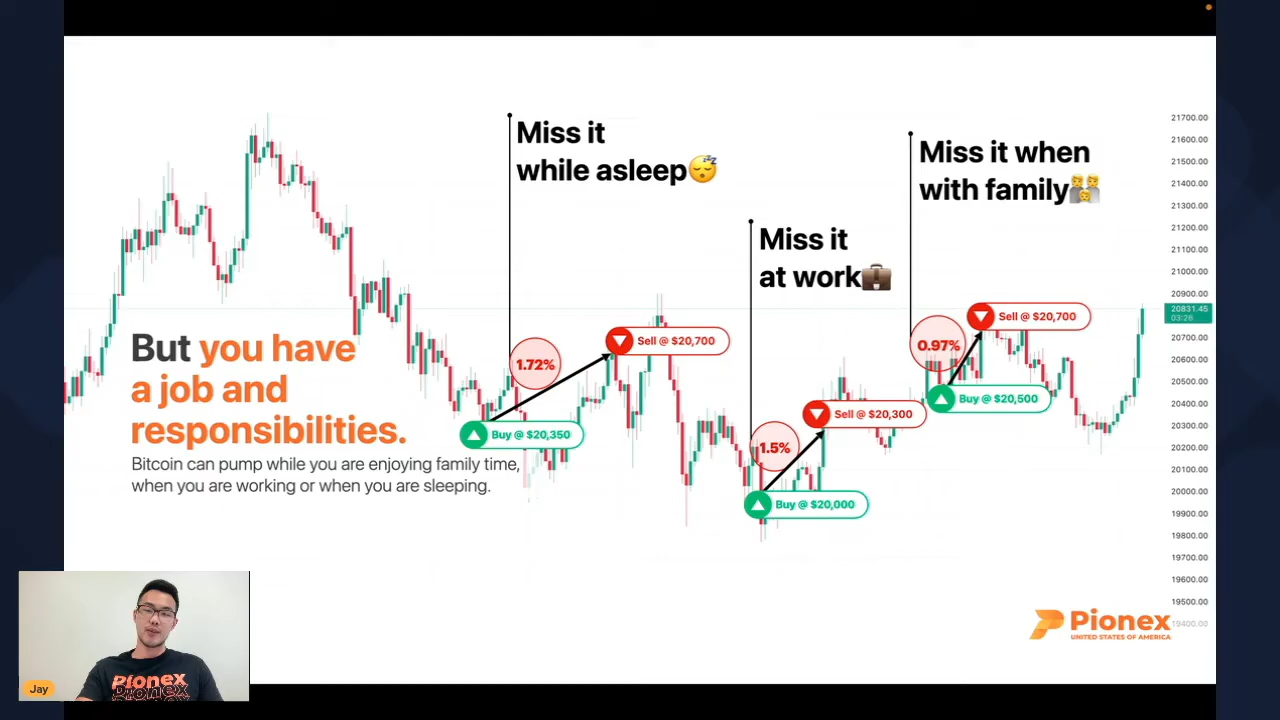 Miss it
while asleep😴
Miss it when
with family
Miss it
at work💼
But you have
a job and
responsibilities.
Bitcoin can pump while you are enjoying family time,
when you are working or when you are sleeping.
1.72%
Sell @ $20,700
Buy @ $20,350
1.5%
Sell @ $20,300
Buy @ $20,000
0.97%
Sell @ $20,700
Buy @ $20,500
21700.00
21600.00
21500.00
21400.00
21300.00
21200.00
21100.00
21000.00
20900.00
20831.45
03:26
20700.00
20600.00
20500.00
20400.00
20300.00
20200.00
20100.00
20000.00
19900.00
19800.00
19700.00
19600.00
19500.00
19400.00
Pionex
UNITED STATES OF AMERICA
Pionex
Pionex
Jay